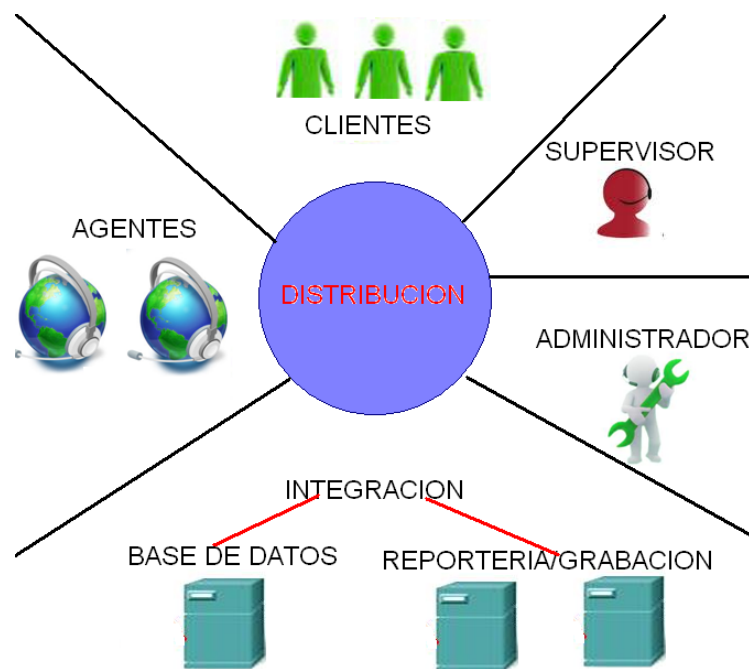 CLIENTES
SUPERVISOR
AGENTES
DISTRIBUCION
ADMINISTRADOR
INTEGRACION
BASE DE DATOS
REPORTERIA/GRABACION